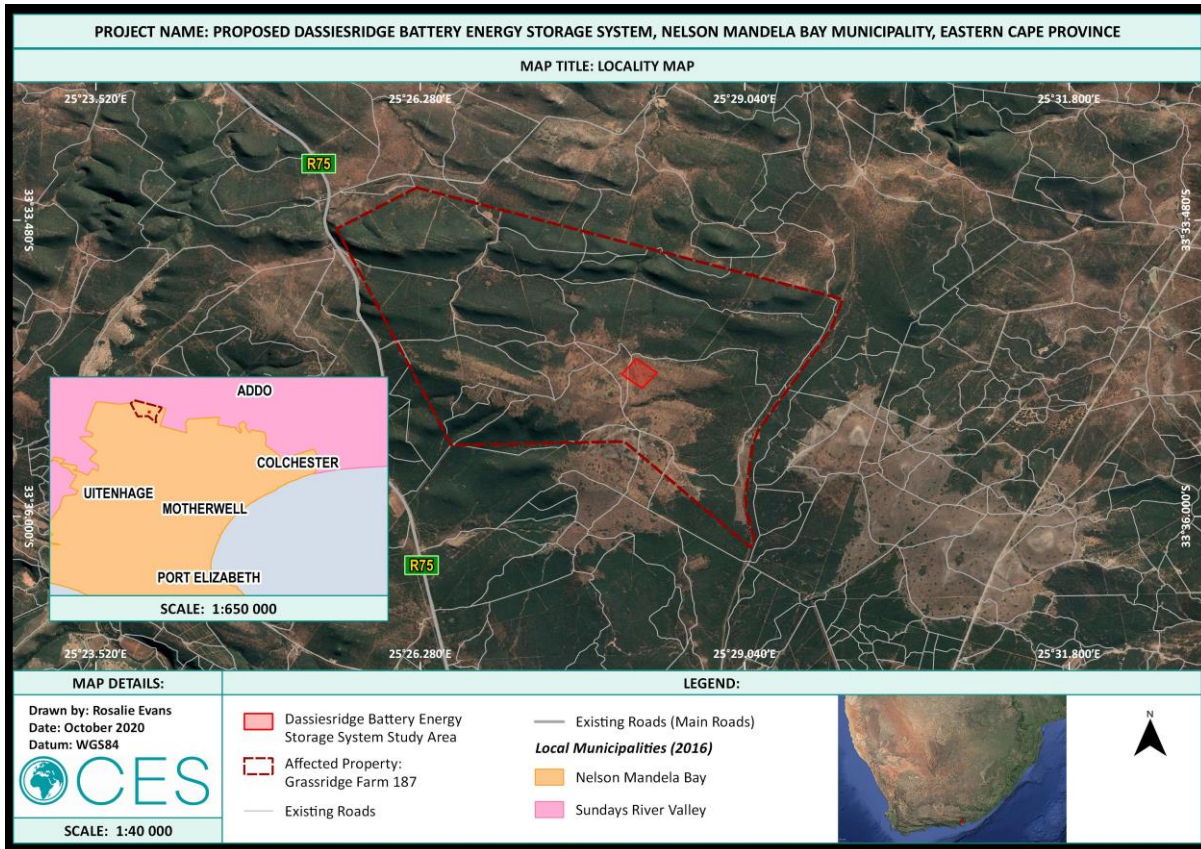 PROJECT NAME: PROPOSED DASSIESRIDGE BATTERY ENERGY STORAGE SYSTEM, NELSON MANDELA BAY MUNICIPALITY, EASTERN CAPE PROVINCE
MAP TITLE: LOCALITY MAP
25°23.520'E
25°26.280'E
25°29.040'E
25°31.800'E
R75
33°33.480'S
33°33.480'S
ADDO
COLCHESTER
UITENHAGE
MOTHERWELL
PORT ELIZABETH
SCALE: 1:650 000
33°36.000'S
33°36.000'S
R75
25°23.520'E
25°26.280'E
25°29.040'E
25°31.800'E
MAP DETAILS:
Drawn by: Rosalie Evans
Date: October 2020
Datum: WGS84
CES
SCALE: 1:40 000
LEGEND:
Dassiesridge Battery Energy
Storage System Study Area
Affected Property:
Grassridge Farm 187
Existing Roads
Existing Roads (Main Roads)
Local Municipalities (2016)
Nelson Mandela Bay
Sundays River Valley
N